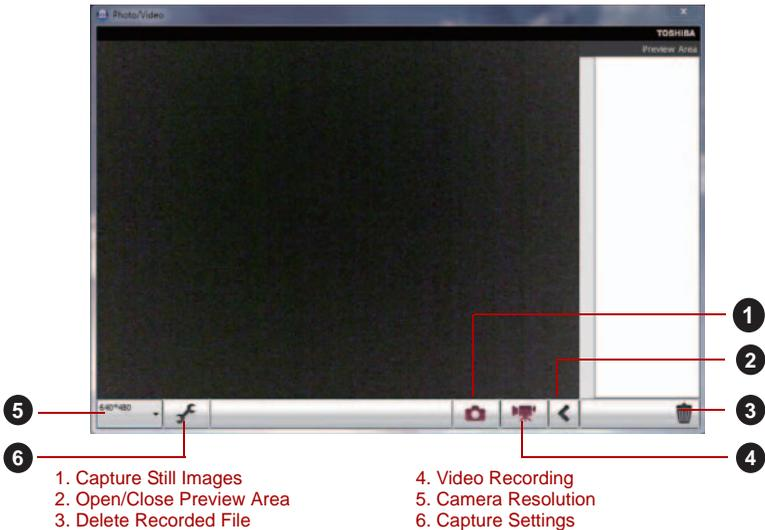 Photo/Video
TOSHIBA
Preview Area
640*480
1
2
3
4
5
6
1. Capture Still Images
2. Open/Close Preview Area
3. Delete Recorded File
4. Video Recording
5. Camera Resolution
6. Capture Settings